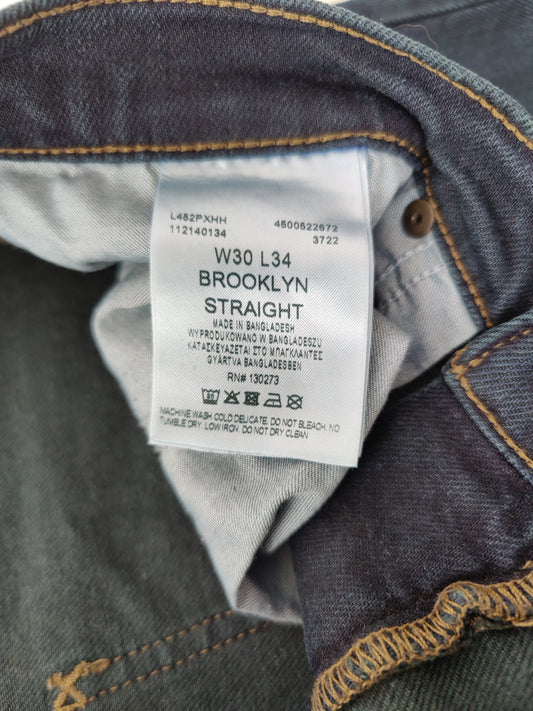 L452PXHH 4500522672
112140134 3722
W30 L34
BROOKLYN
STRAIGHT
MADE IN BANGLADESH
WYPRODUKOWANO W BANGLADESZU
ΚΑΤΑΣΚΕΥΑΖΕΤΑΙ ΣΤΟ ΜΠΑΓΚΛΑΝΤΕΣ
GYÁRTVA BANGLADESBEN
RN# 130273
MACHINE WASH COLD DELICATE. DO NOT BLEACH. NO
TUMBLE DRY. LOW IRON. DO NOT DRY CLEAN